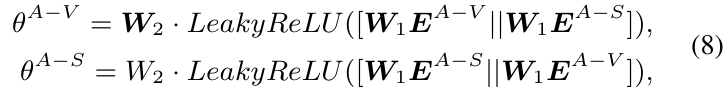 θ^{A−V} = W_2 · LeakyReLU([W_1 E^{A−V} || W_1 E^{A−S}]),
θ^{A−S} = W_2 · LeakyReLU([W_1 E^{A−S} || W_1 E^{A−V}]), (8)